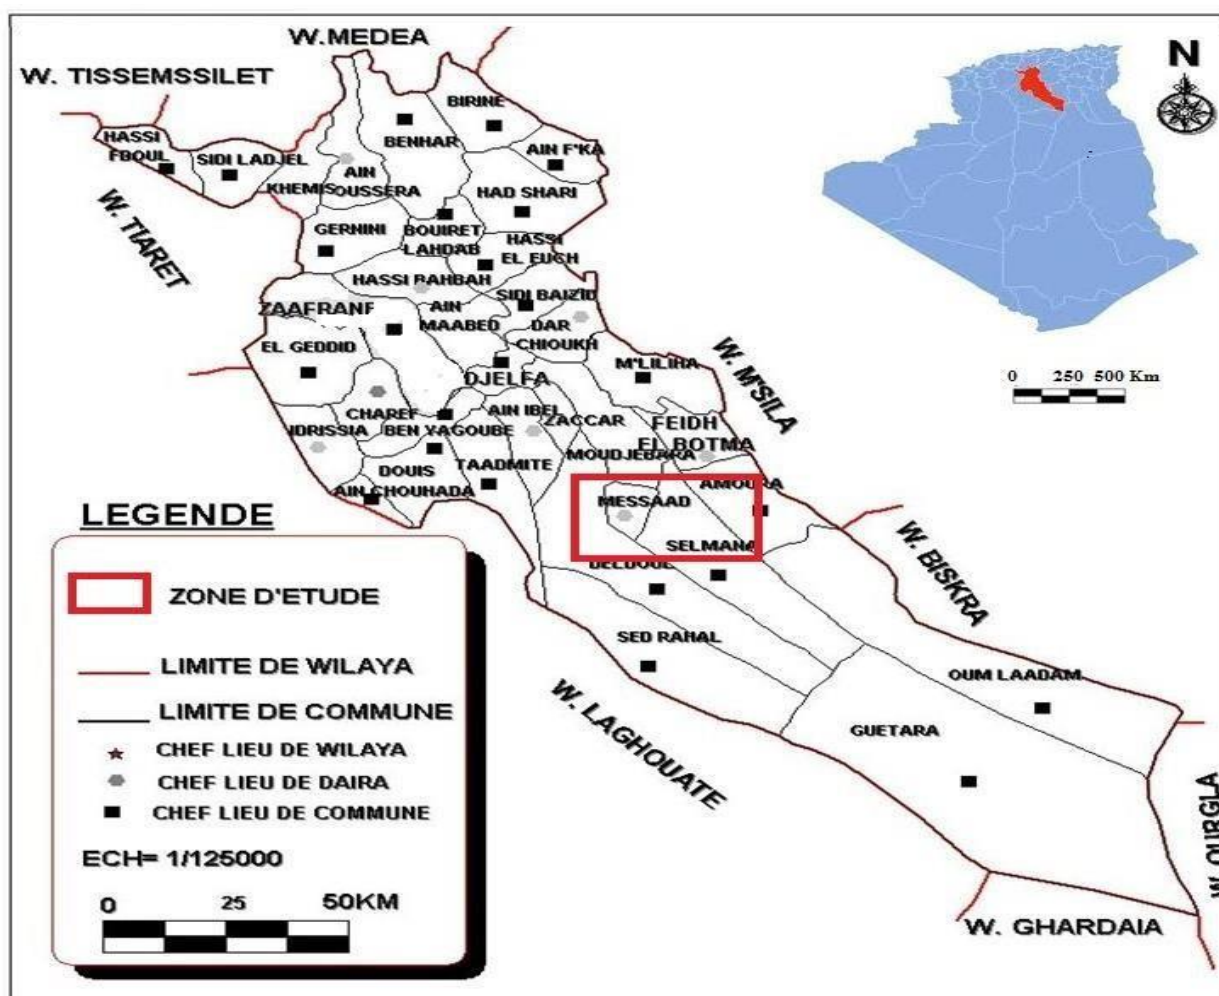 W.MEDEA
W. TISSEMSSILET
N
BIRINE
HASSI
FBOUL
BENHAR
SIDI LADJEL
AIN F'KA
AIN
KHEMIS OUSSERA
HAD SHARI
W. TIARET
GERNINI
BOUIRET
LAHDAB
HASSI
EL EUCH
HASSI BAHBAH
SIDI BAIZID
ZAAFRANE
AIN
MAABED
DAR
CHIOUKH
EL GEDDID
M'LILIHA
W. M'SILA
0 250 500 Km
DJELFA
CHAREF
AIN IBEL
ZACCAR
FEIDH
EL BOTMA
IDRISSIA
BEN YAGOUBE
MOUDJEBARA
DOUIS
TAADMITE
AIN CHOUHADA
AMOURA
MESSAAD
SELMANA
DELDOUL
W. BISKRA
SED RAHAL
OUM LAADAM
GUETARA
W. LAGHOUATE
W. OURGLA
W. GHARDAIA
LEGENDE
ZONE D'ETUDE
LIMITE DE WILAYA
LIMITE DE COMMUNE
CHEF LIEU DE WILAYA
CHEF LIEU DE DAIRA
CHEF LIEU DE COMMUNE
ECH= 1/125000
0 25 50KM